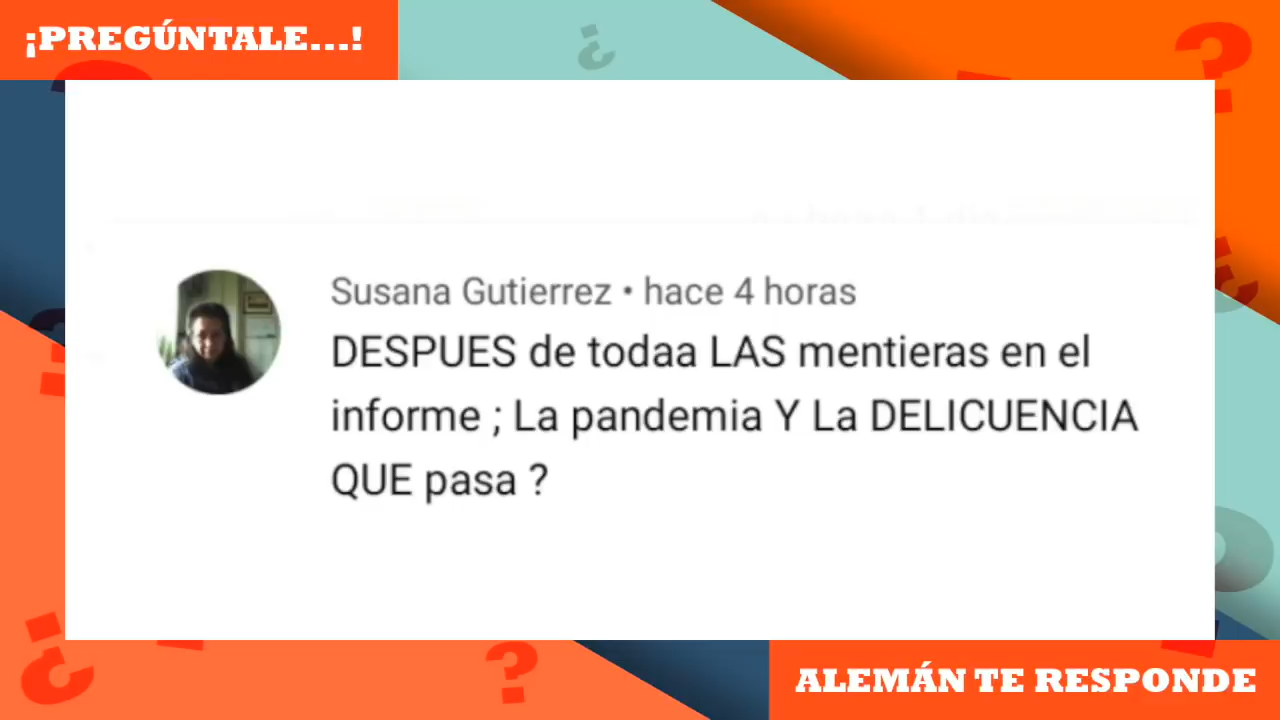 ¡PREGÚNTALE...!
Susana Gutierrez • hace 4 horas
DESPUES de todaa LAS mentieras en el
informe ; La pandemia Y La DELICUENCIA
QUE pasa ?
ALEMÁN TE RESPONDE